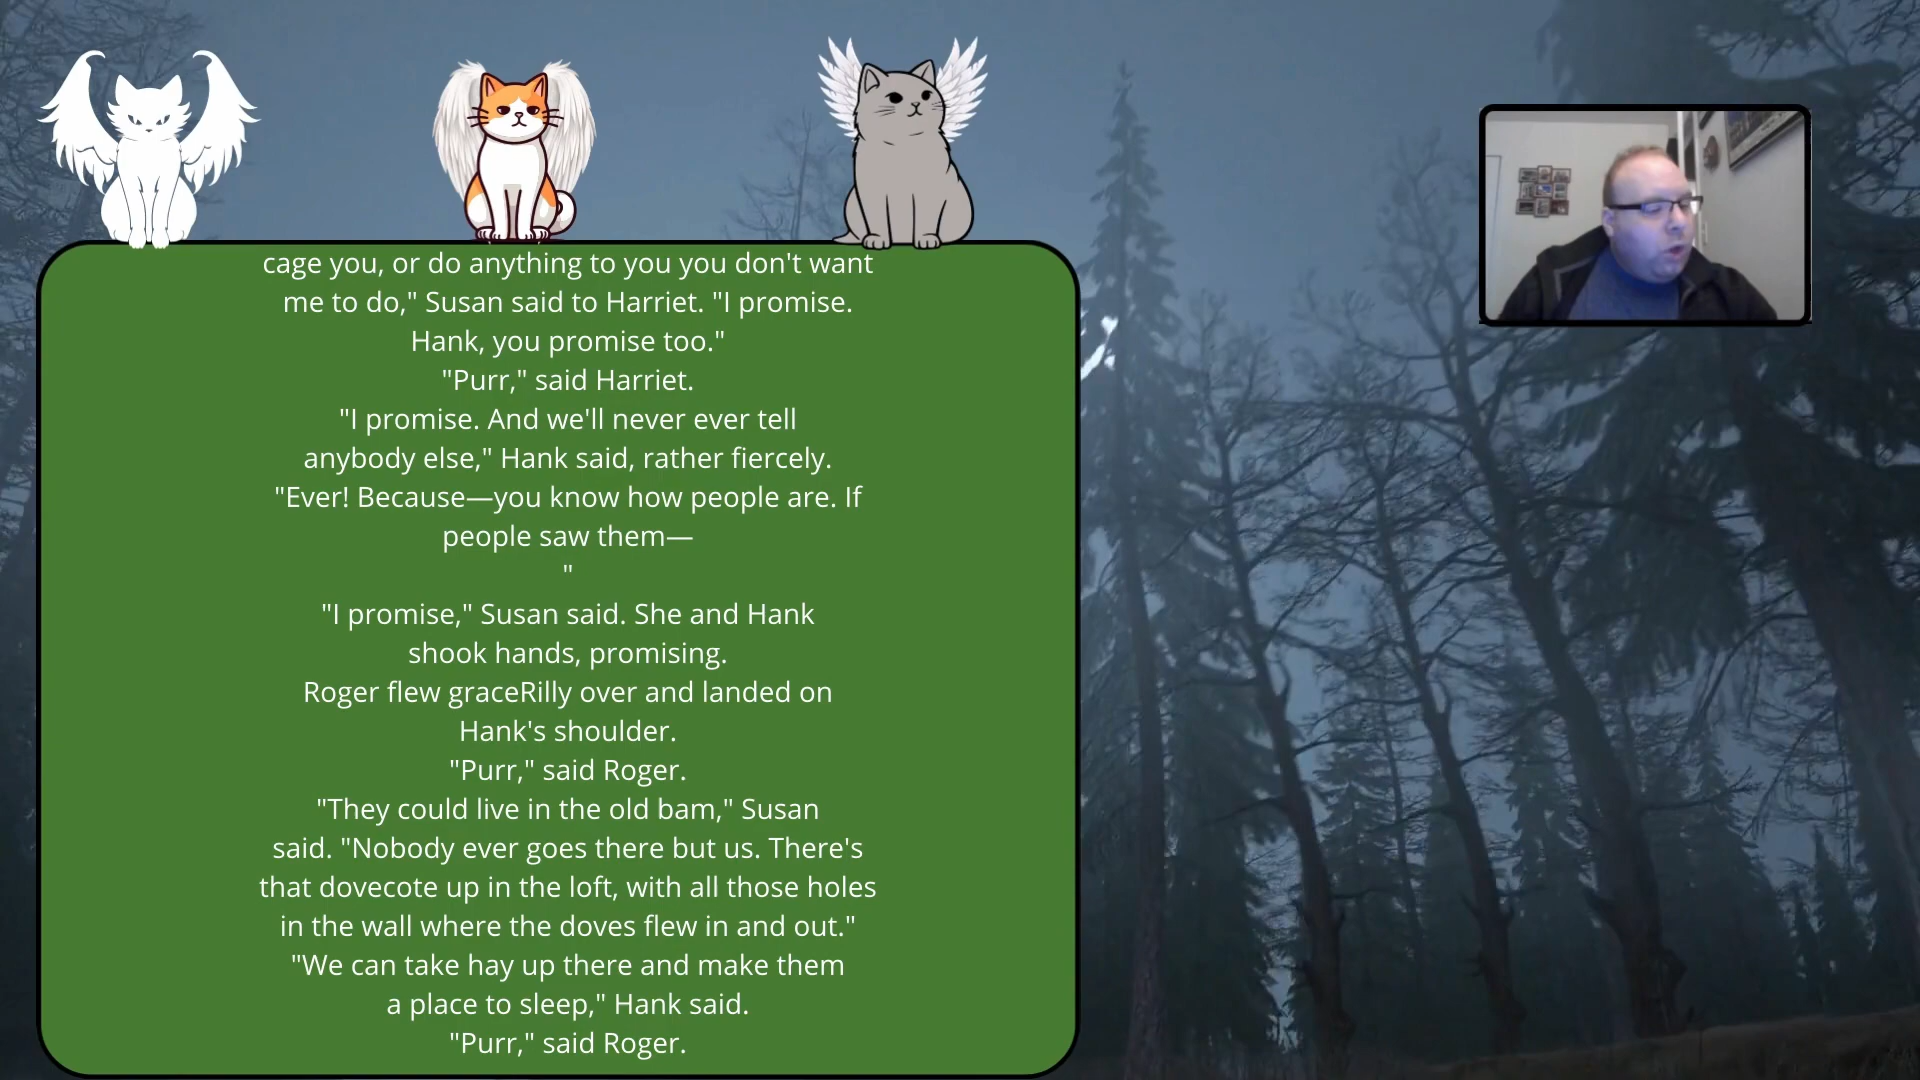 cage you, or do anything to you you don't want
me to do," Susan said to Harriet. "I promise.
Hank, you promise too."
"Purr," said Harriet.
"I promise. And we'll never ever tell
anybody else," Hank said, rather fiercely.
"Ever! Because—you know how people are. If
people saw them—
"
"I promise," Susan said. She and Hank
shook hands, promising.
Roger flew graceRilly over and landed on
Hank's shoulder.
"Purr," said Roger.
"They could live in the old bam," Susan
said. "Nobody ever goes there but us. There's
that dovecote up in the loft, with all those holes
in the wall where the doves flew in and out."
"We can take hay up there and make them
a place to sleep," Hank said.
"Purr," said Roger.